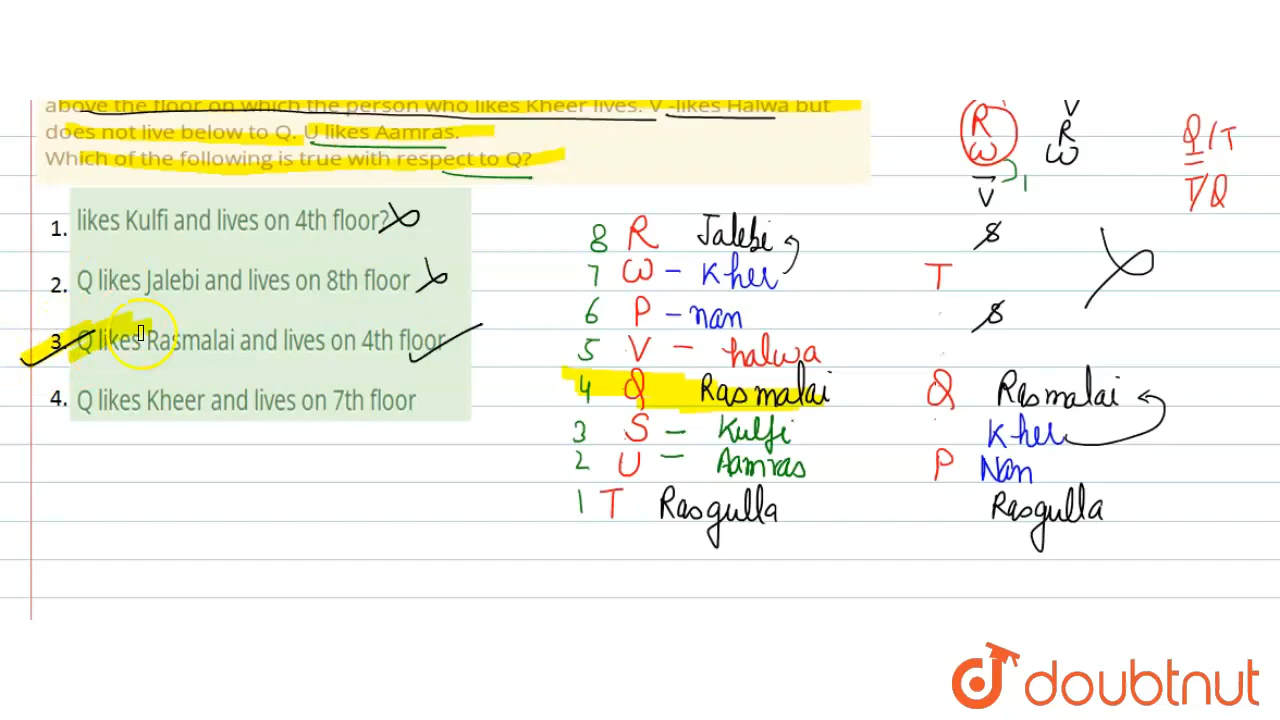 above the floor on which the person who likes Kheer lives. V -likes Halwa but
does not live below to Q. U likes Aamras.
Which of the following is true with respect to Q?
1. likes Kulfi and lives on 4th floor?
2. Q likes Jalebi and lives on 8th floor
3. Q likes Rasmalai and lives on 4th floor
4. Q likes Kheer and lives on 7th floor
8 R Jalebi
7 W - Kher
6 P - nan
5 V - halwa
4 Q Rasmalai
3 S - Kulfi
2 U - Aamras
1 T Rasgulla
R
W
1
V
V
R
W
Q/T
T/Q
8
T
8
Q Rasmalai
Kher
P Nan
Rasgulla
doubtnut